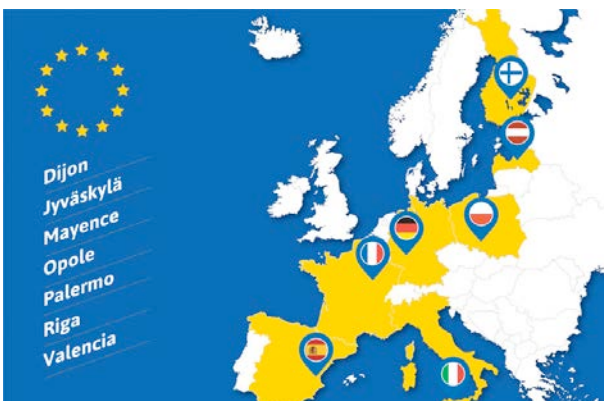 Dijon
Jyväskylä
Mayence
Opole
Palermo
Riga
Valencia